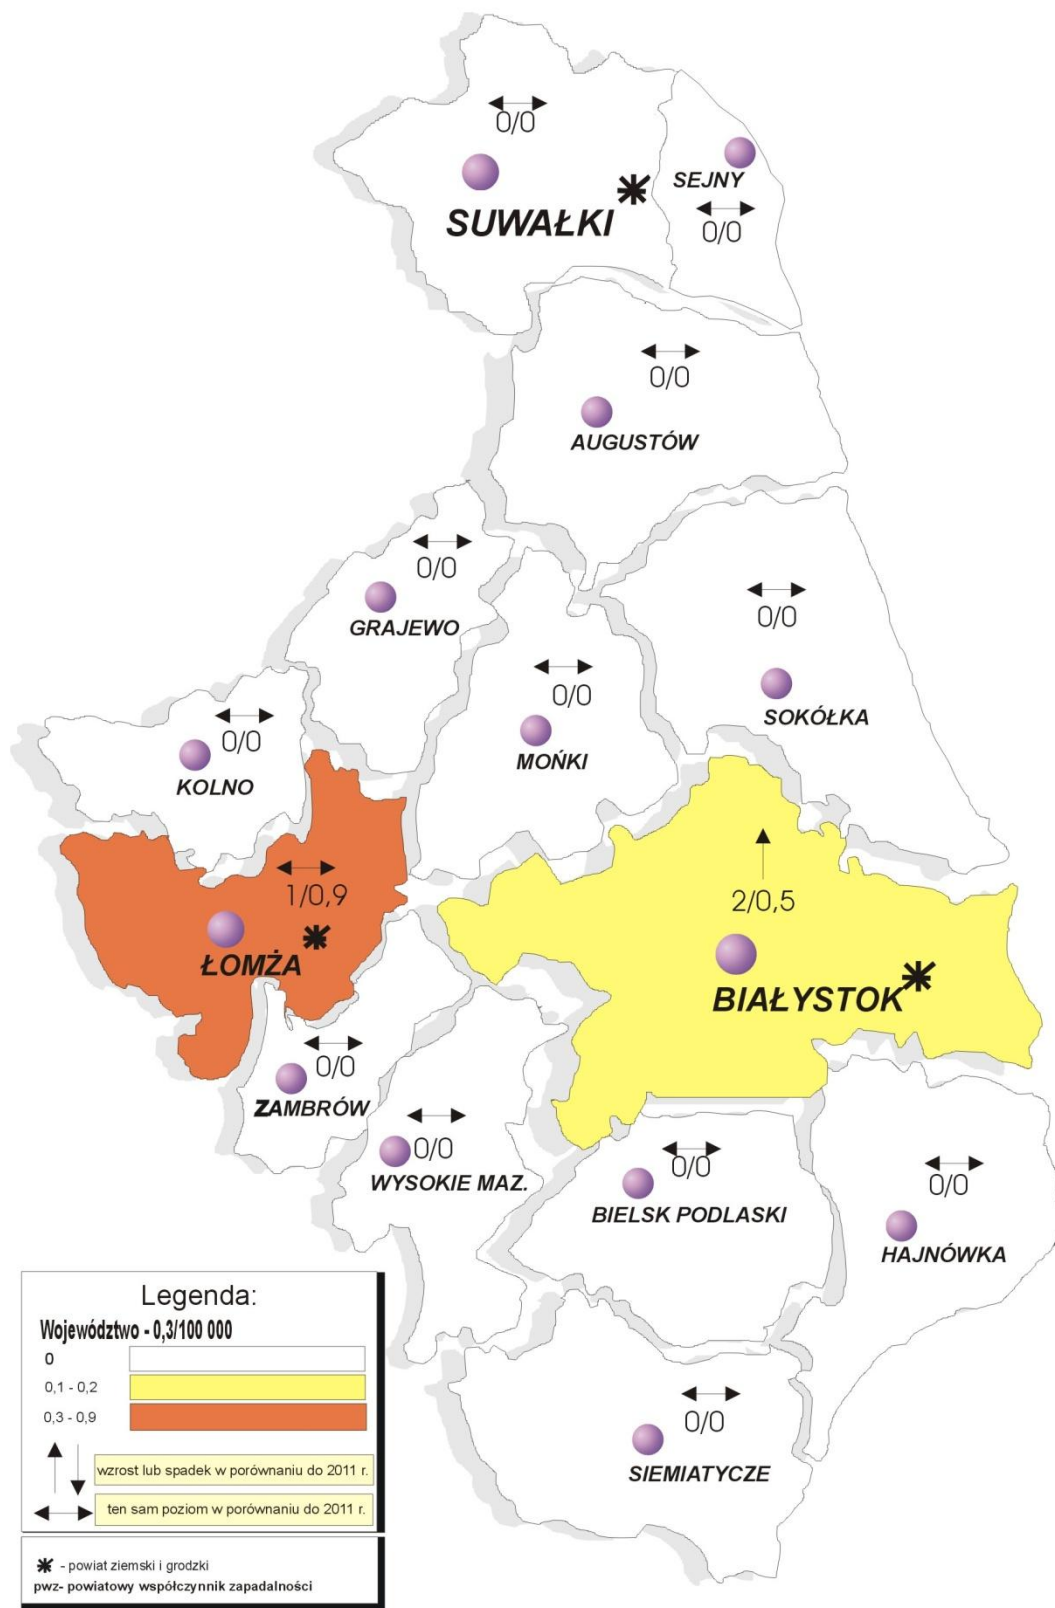 0/0
SUWAŁKI
SEJNY
0/0
0/0
AUGUSTÓW
0/0
GRAJEWO
0/0
SOKÓŁKA
0/0
MOŃKI
0/0
KOLNO
1/0,9
ŁOMŻA
2/0,5
BIAŁYSTOK
0/0
ZAMBRÓW
0/0
WYSOKIE MAZ.
0/0
BIELSK PODLASKI
0/0
HAJNÓWKA
0/0
SIEMIATYCZE
Legenda:
Województwo - 0,3/100 000
0
0,1 - 0,2
0,3 - 0,9
wzrost lub spadek w porównaniu do 2011 r.
ten sam poziom w porównaniu do 2011 r.
- powiat ziemski i grodzki
pwz- powiatowy współczynnik zapadalności